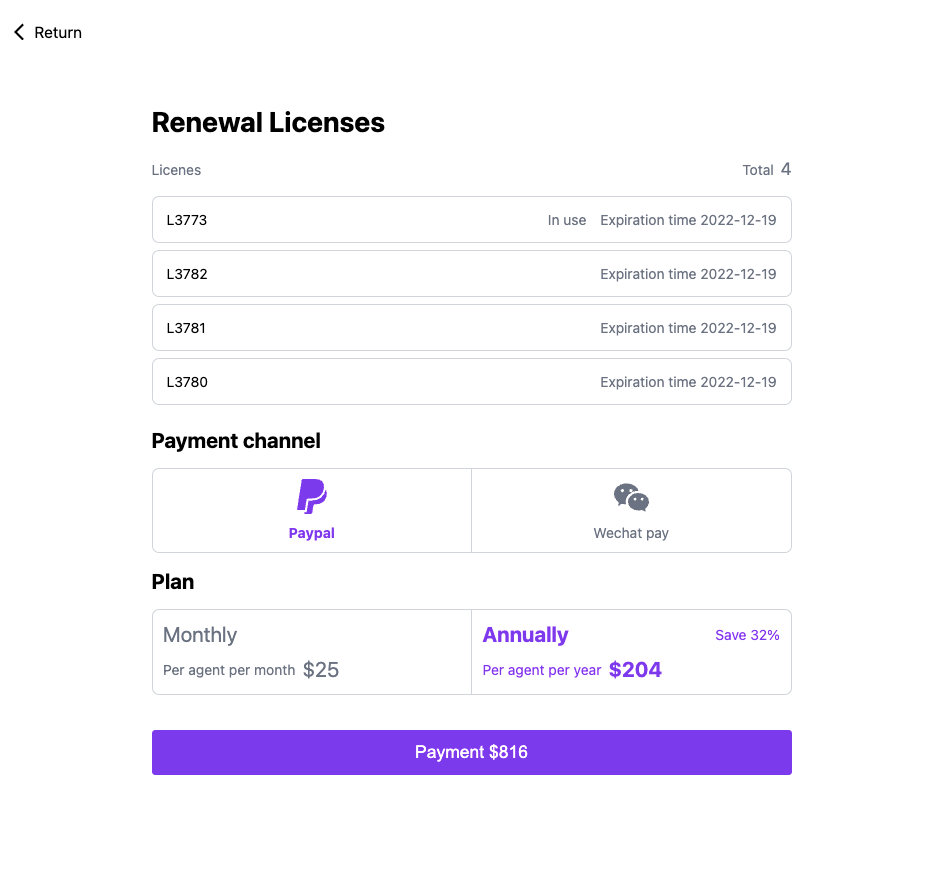 Return
Renewal Licenses
Licenes Total 4
L3773 In use Expiration time 2022-12-19
L3782 Expiration time 2022-12-19
L3781 Expiration time 2022-12-19
L3780 Expiration time 2022-12-19
Payment channel
Paypal Wechat pay
Plan
Monthly Annually Save 32%
Per agent per month $25 Per agent per year $204
Payment $816